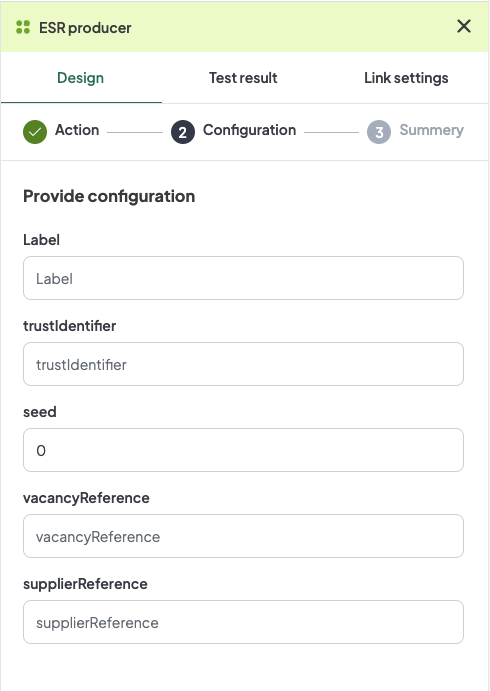 ESR producer
Design Test result Link settings
Action 2 Configuration 3 Summery
Provide configuration
Label
Label
trustIdentifier
trustIdentifier
seed
0
vacancyReference
vacancyReference
supplierReference
supplierReference